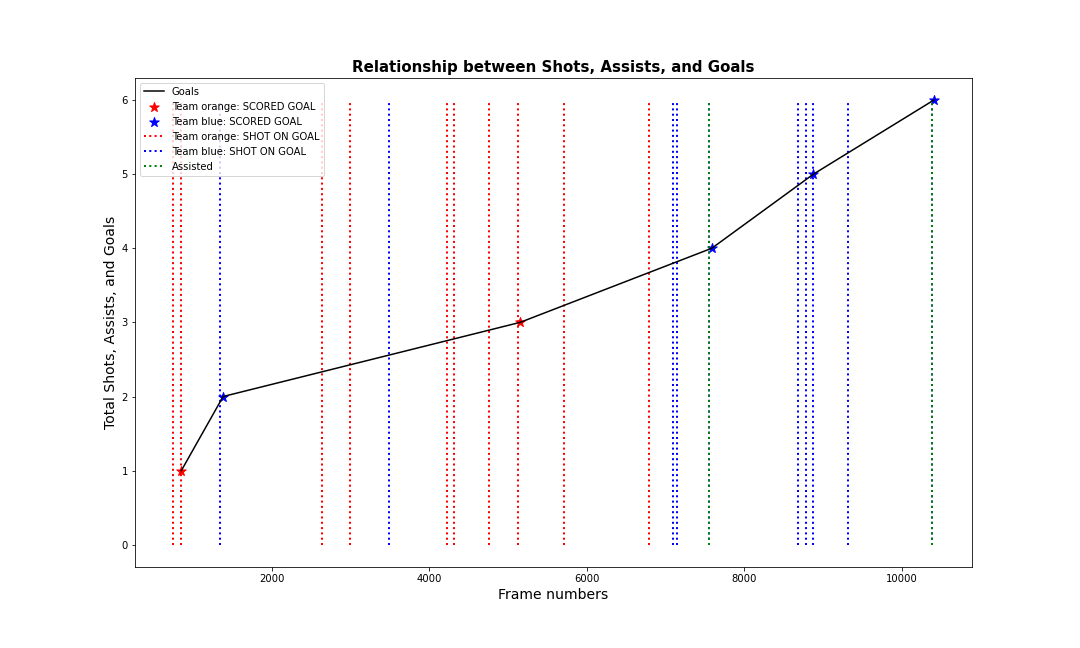 Relationship between Shots, Assists, and Goals
Goals
Team orange: SCORED GOAL
Team blue: SCORED GOAL
Team orange: SHOT ON GOAL
Team blue: SHOT ON GOAL
Assisted
Total Shots, Assists, and Goals
6
5
4
3
2
1
0
2000 4000 6000 8000 10000
Frame numbers